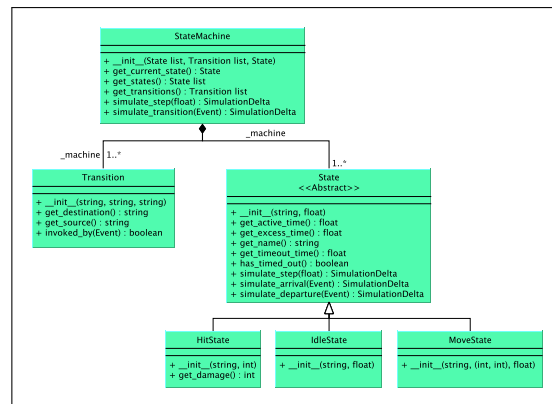 StateMachine
+ __init__(State list, Transition list, State)
+ get_current_state() : State
+ get_states() : State list
+ get_transitions() : Transition list
+ simulate_step(float) : SimulationDelta
+ simulate_transition(Event) : SimulationDelta
_machine
_machine 1..*
1..*
Transition
+ __init__(string, string, string)
+ get_destination() : string
+ get_source() : string
+ invoked_by(Event) : boolean
State
<<Abstract>>
+ __init__(string, float)
+ get_active_time() : float
+ get_excess_time() : float
+ get_name() : string
+ get_timeout_time() : float
+ has_timed_out() : boolean
+ simulate_step(float) : SimulationDelta
+ simulate_arrival(Event) : SimulationDelta
+ simulate_departure(Event) : SimulationDelta
HitState
+ __init__(string, int)
+ get_damage() : int
IdleState
+ __init__(string, float)
MoveState
+ __init__(string, (int, int), float)